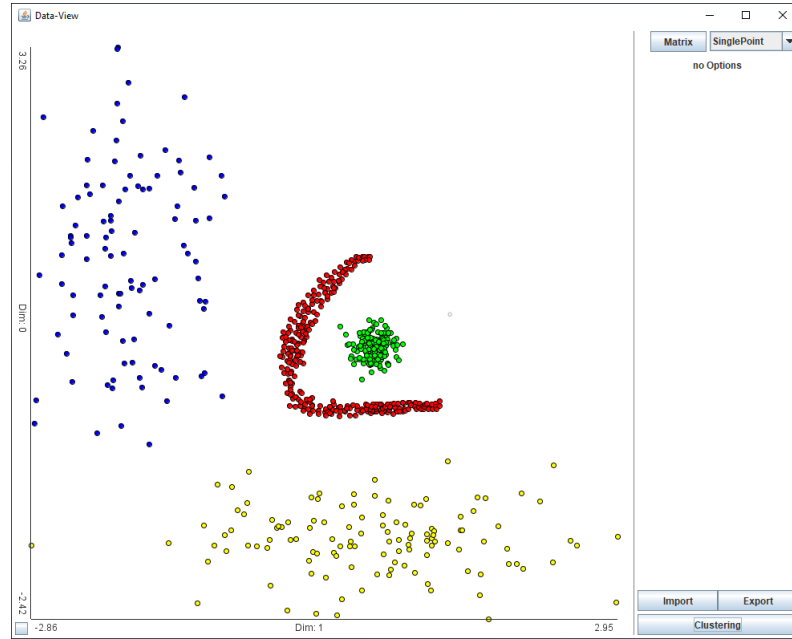 Data-View
Matrix
SinglePoint
no Options
3.26
Dim: 0
-2.42
-2.86
Dim: 1
2.95
Import
Export
Clustering